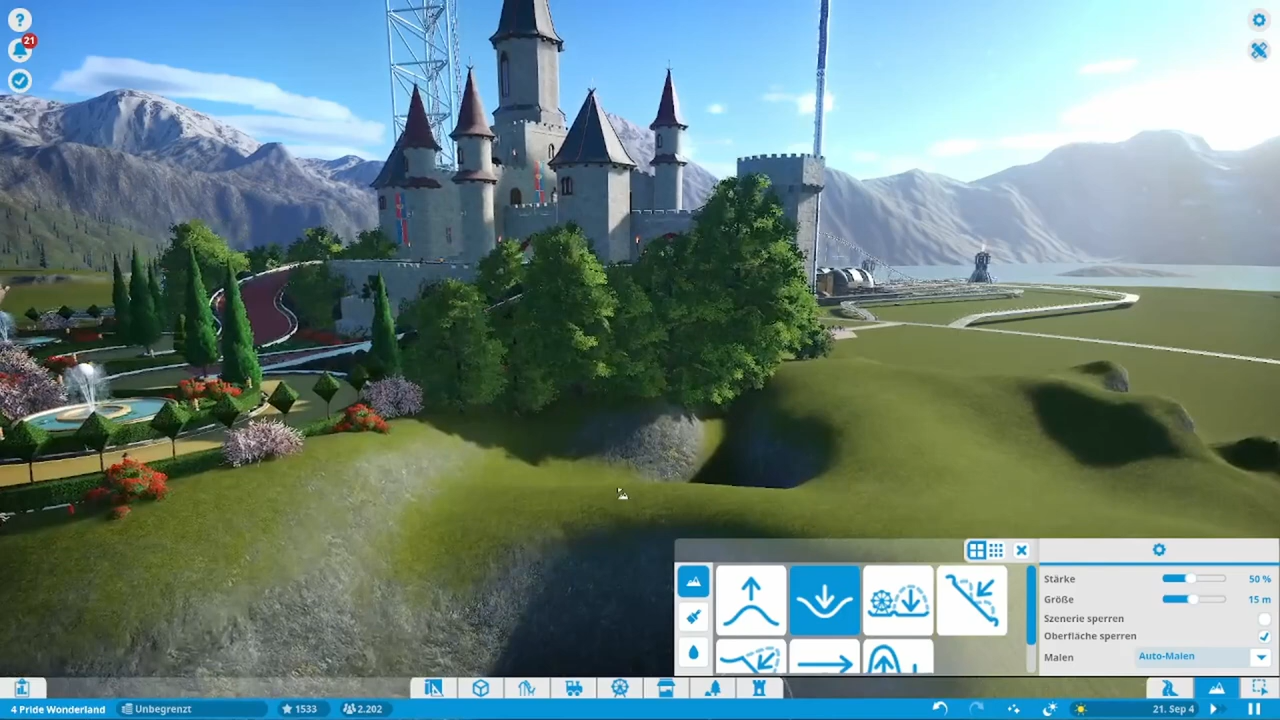 ?
21
Stärke 50 %
Größe 15 m
Szenerie sperren
Oberfläche sperren
Malen Auto-Malen
4 Pride Wonderland Unbegrenzt 1533 2.202 21. Sep 4